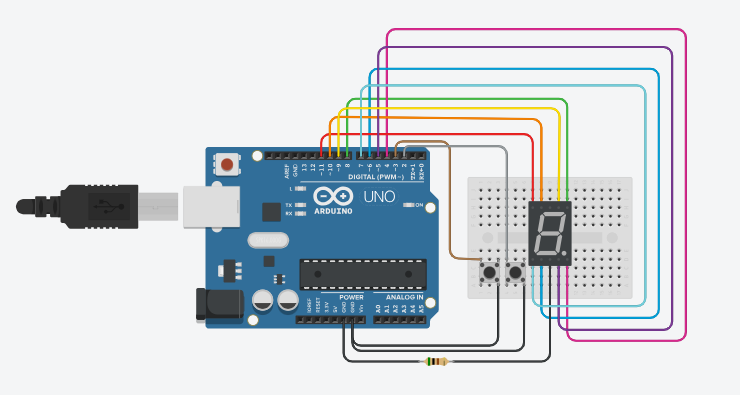 AREF
GND
13
12
~11
~10
~9
8
7
~6
~5
4
~3
2
TX→1
RX←0
DIGITAL (PWM ~)
L
TX
RX
UNO
ARDUINO
ON
POWER
ANALOG IN
IOREF
RESET
3.3V
5V
GND
GND
Vin
A0
A1
A2
A3
A4
A5